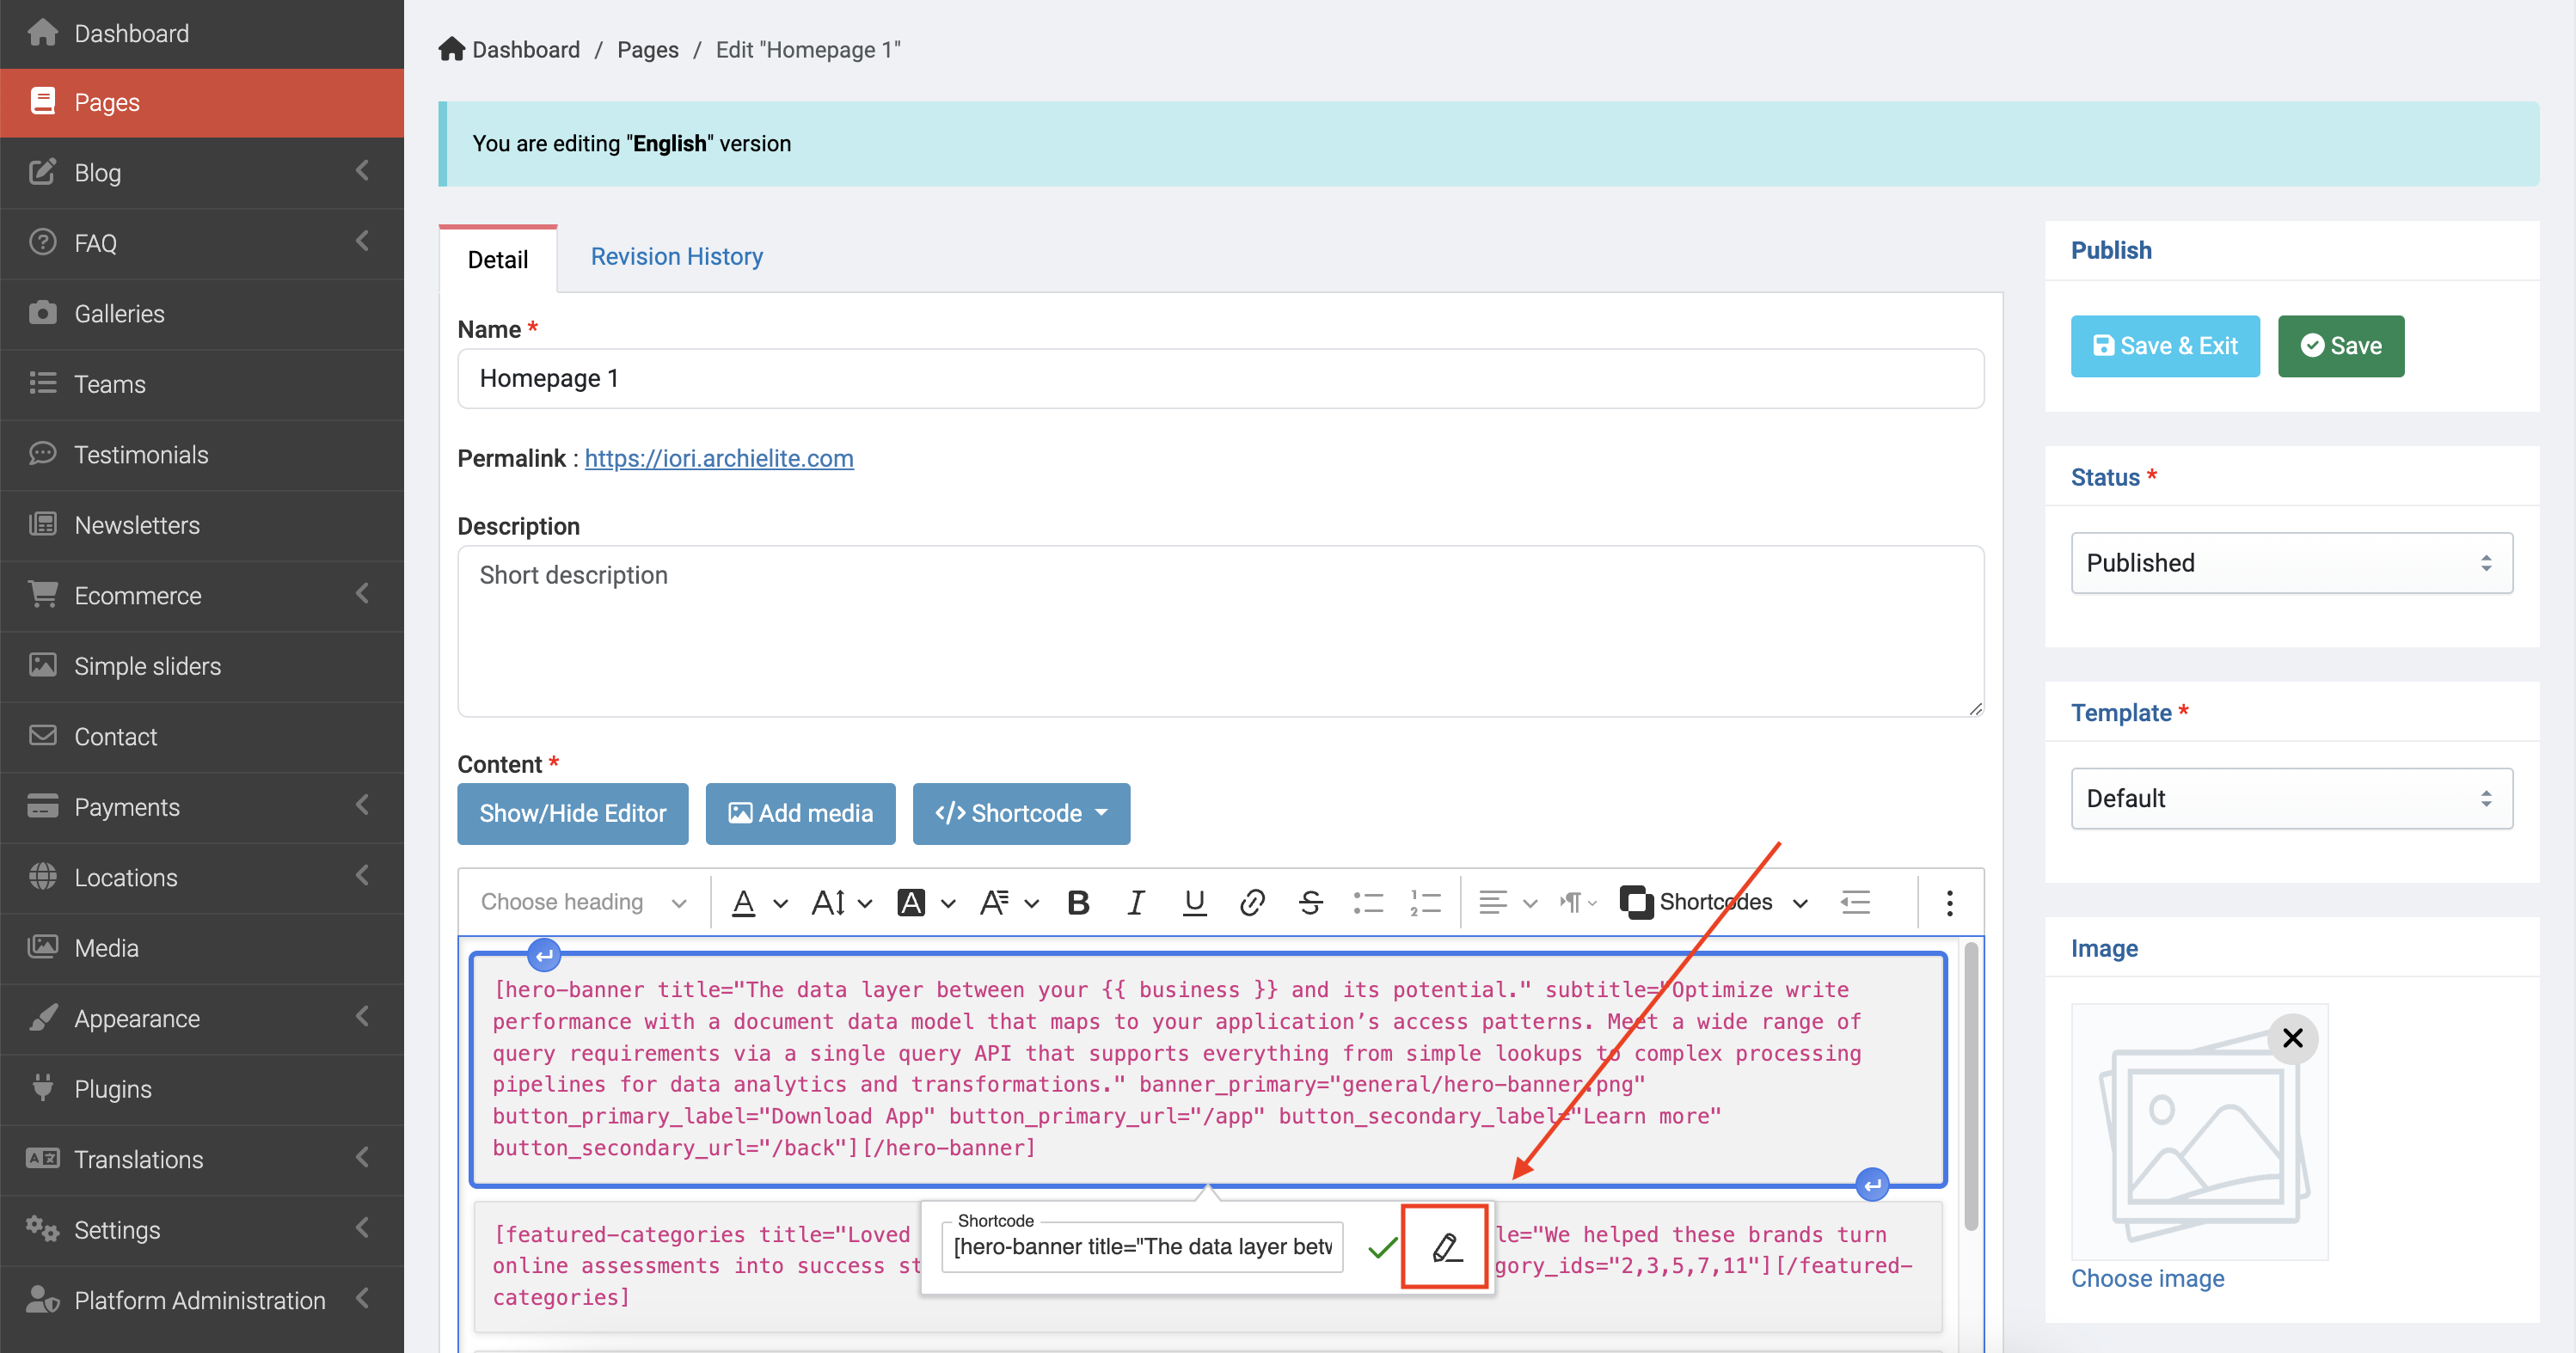 Dashboard
Pages
Blog
FAQ
Galleries
Teams
Testimonials
Newsletters
Ecommerce
Simple sliders
Contact
Payments
Locations
Media
Appearance
Plugins
Translations
Settings
Platform Administration
Dashboard / Pages / Edit "Homepage 1"
You are editing "English" version
Detail
Revision History
Name *
Homepage 1
Permalink : https://iori.archielite.com
Description
Short description
Content *
Show/Hide Editor
Add media
</> Shortcode
Choose heading
Shortcodes
[hero-banner title="The data layer between your {{ business }} and its potential." subtitle="Optimize write
performance with a document data model that maps to your application’s access patterns. Meet a wide range of
query requirements via a single query API that supports everything from simple lookups to complex processing
pipelines for data analytics and transformations." banner_primary="general/hero-banner.png"
button_primary_label="Download App" button_primary_url="/app" button_secondary_label="Learn more"
button_secondary_url="/back"][/hero-banner]
[featured-categories title="Loved le="We helped these brands turn
online assessments into success st gory_ids="2,3,5,7,11"][/featured-
categories]
Shortcode
[hero-banner title="The data layer betw
Publish
Save & Exit
Save
Status *
Published
Template *
Default
Image
Choose image